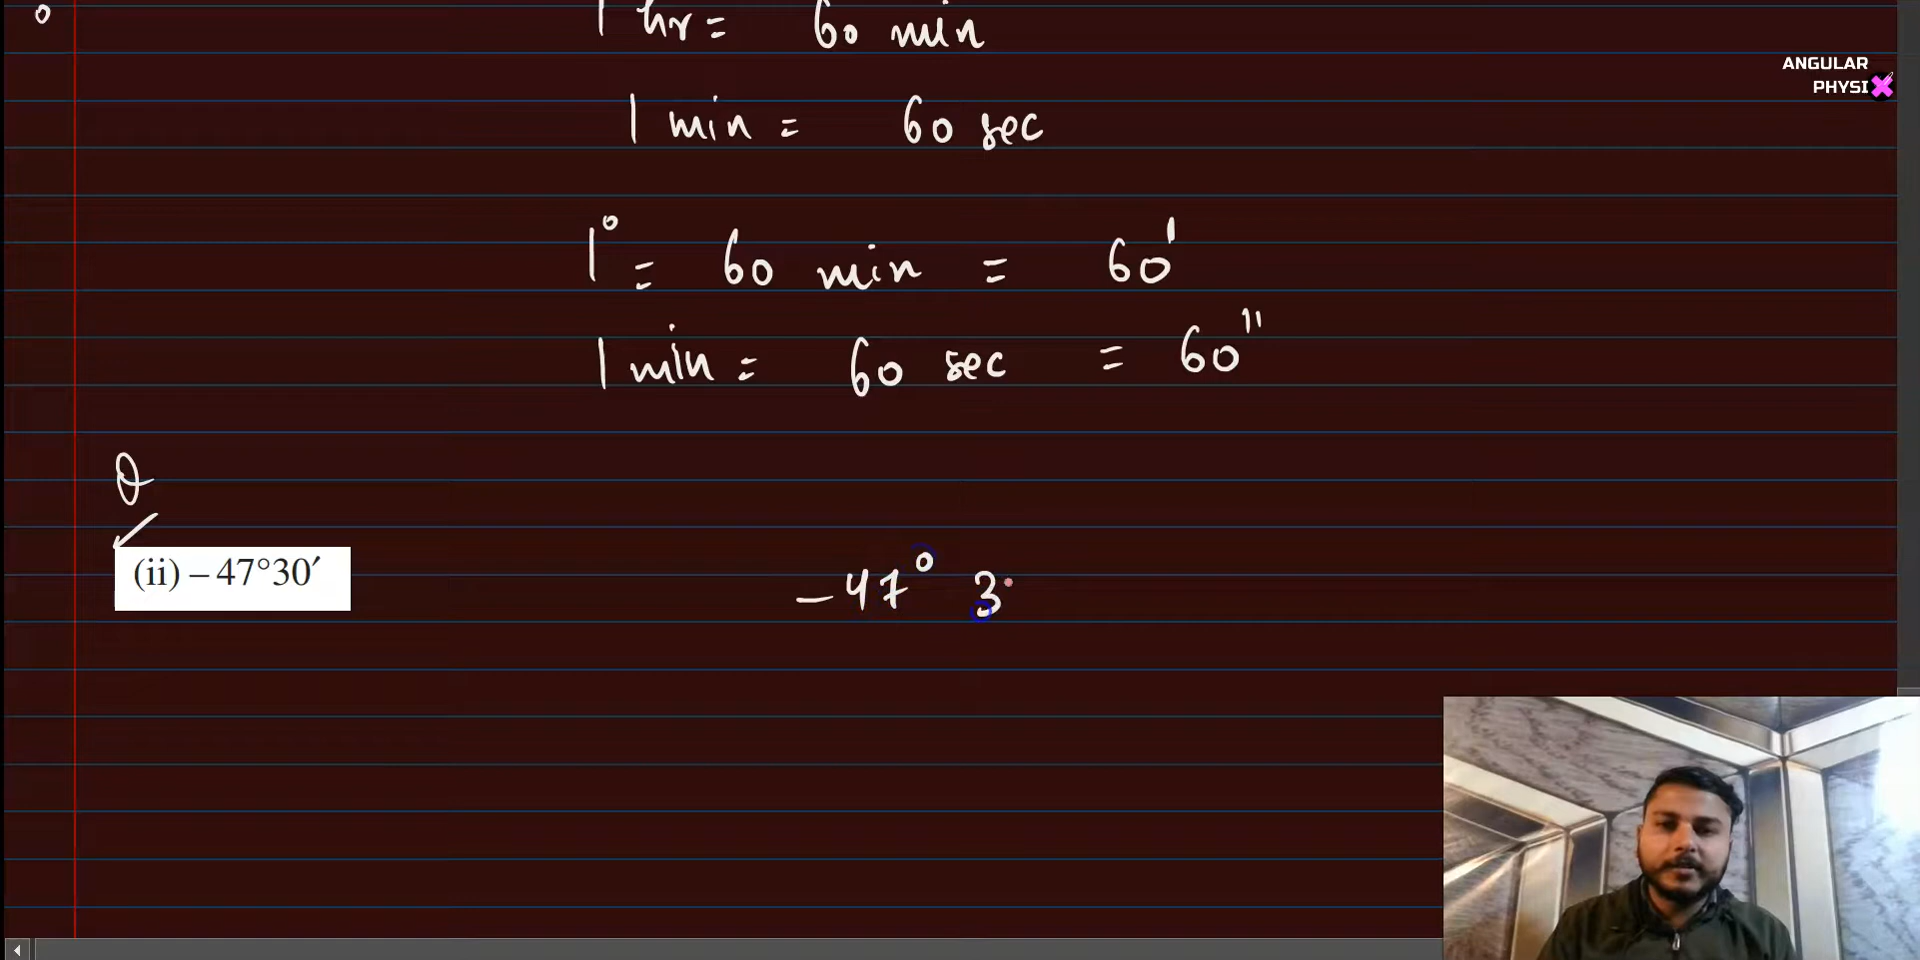 1 hr = 60 min
ANGULAR
PHYSI
1 min = 60 sec
1° = 60 min = 60'
1 min = 60 sec = 60''
θ
(ii) – 47°30′
– 47° 3